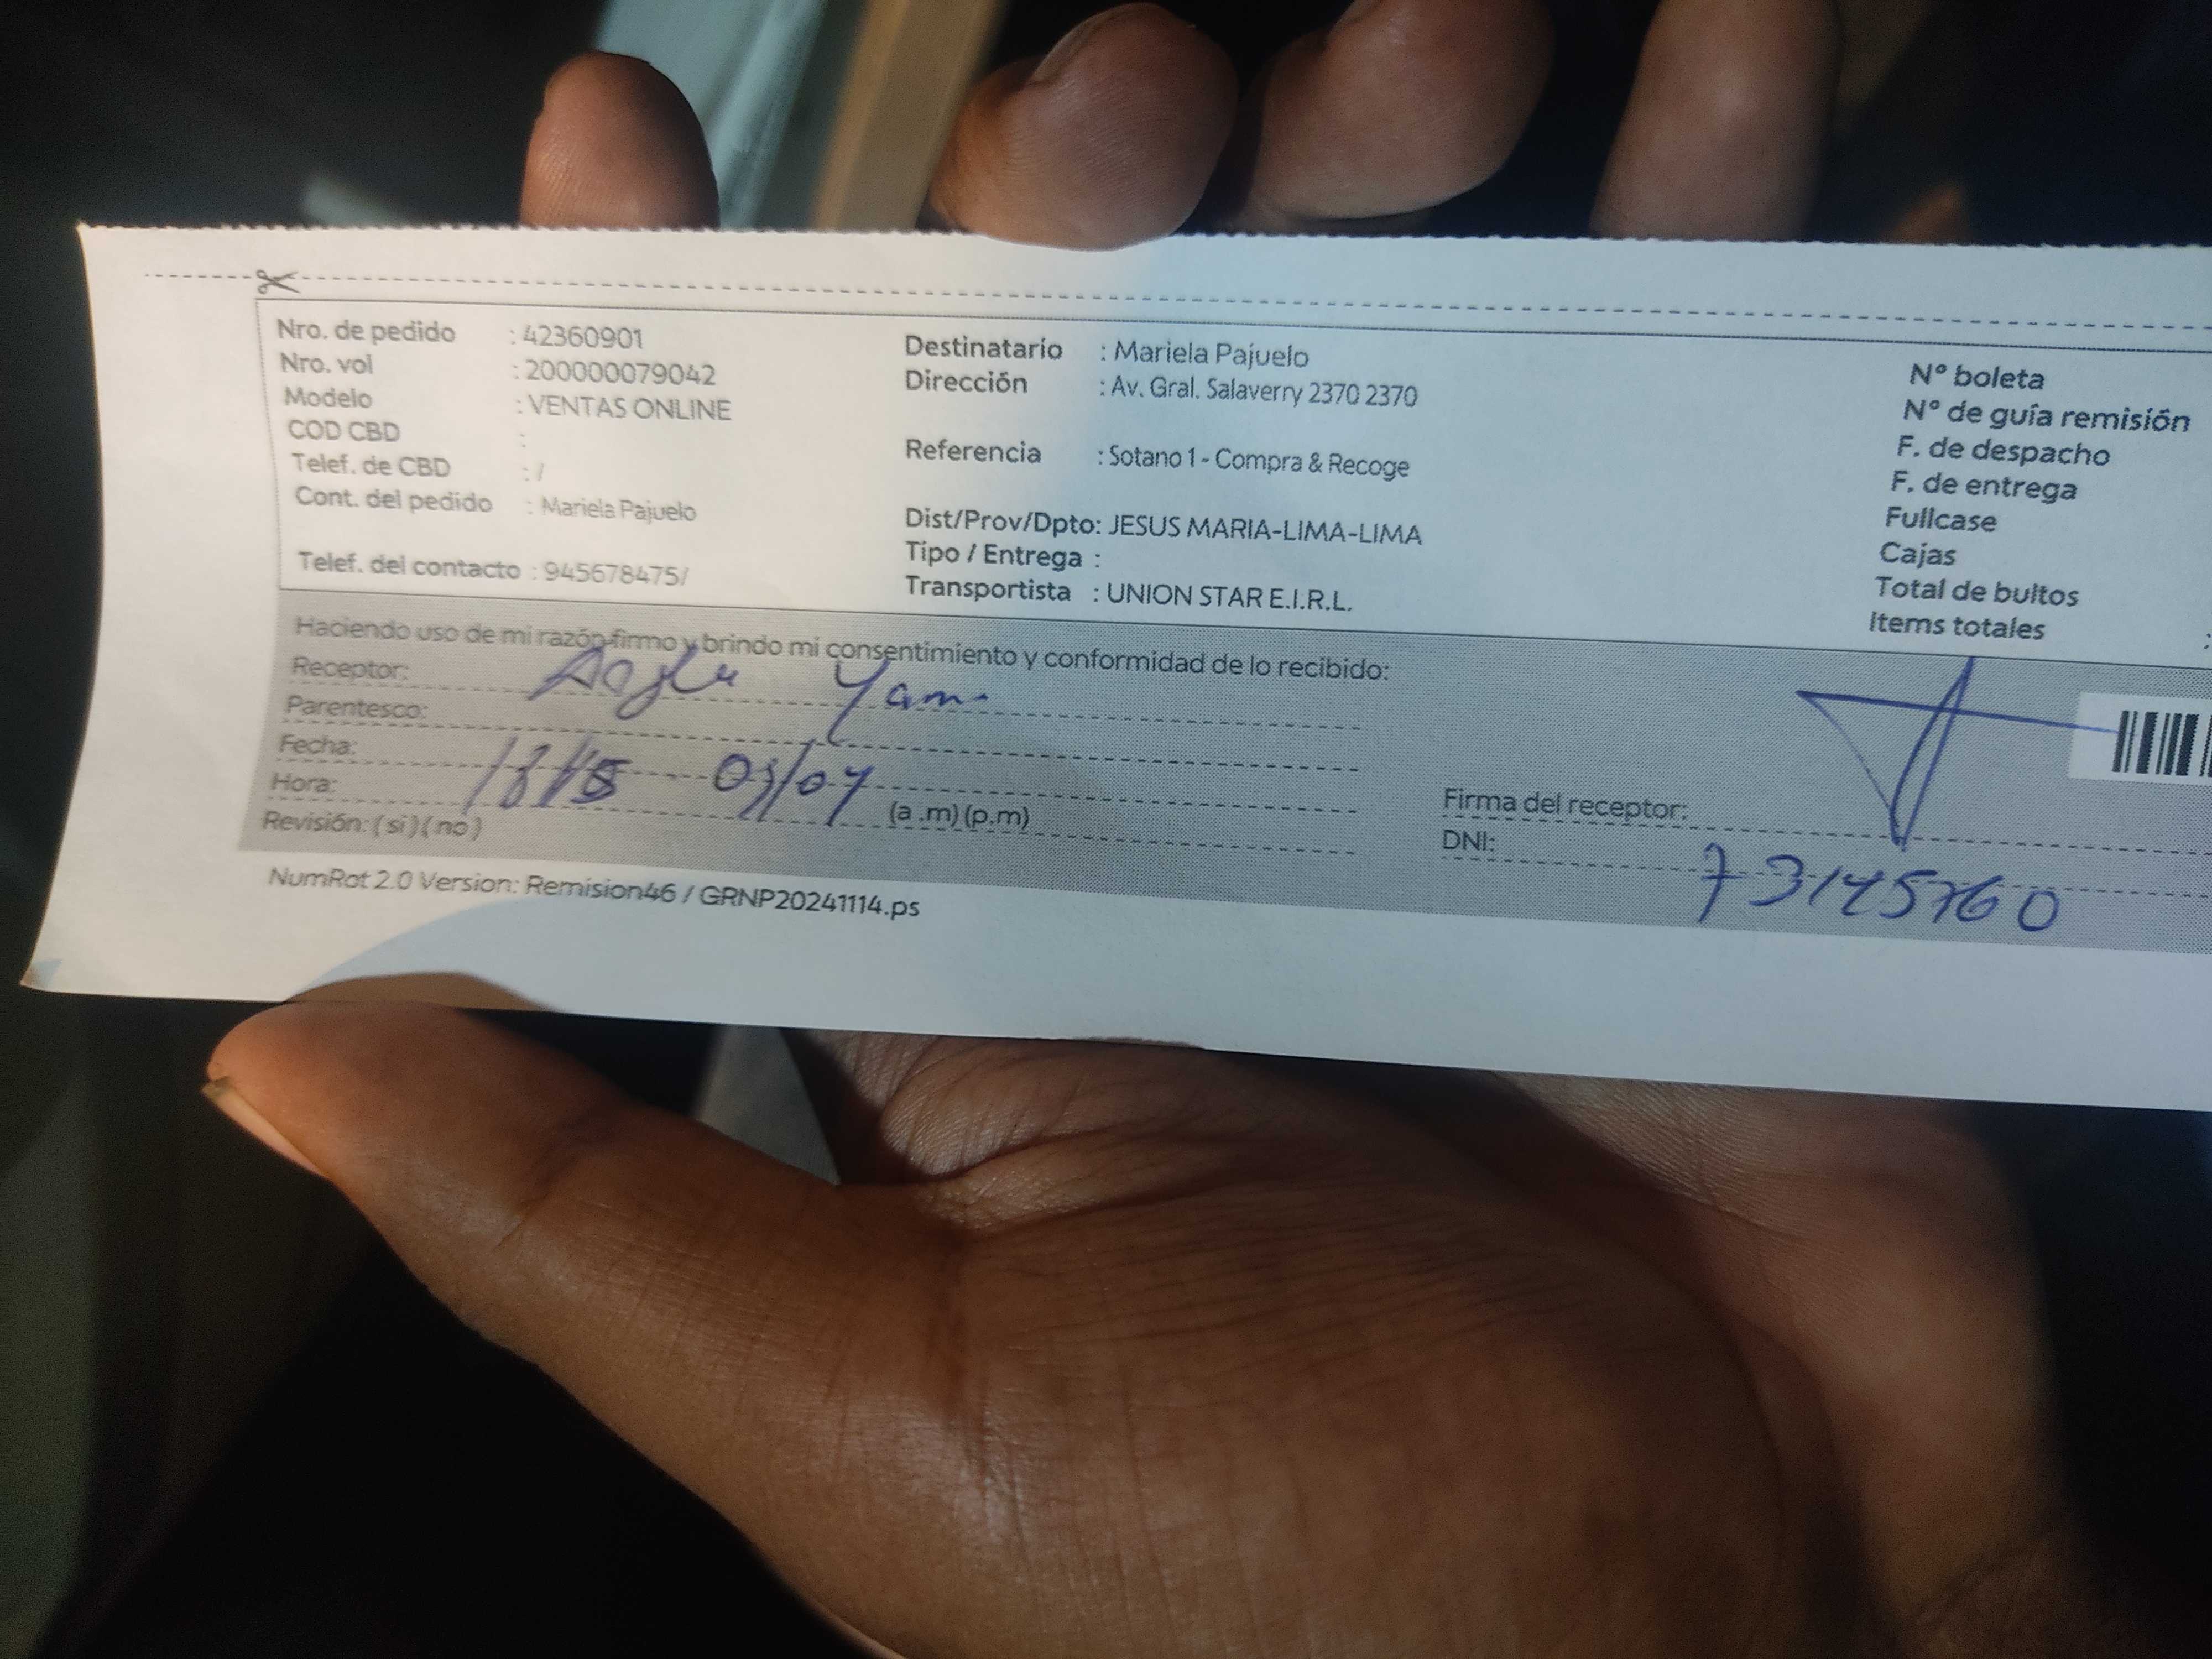 Nro. de pedido : 42360901
Nro. vol : 200000079042
Modelo : VENTAS ONLINE
COD CBD :
Telef. de CBD : /
Cont. del pedido : Mariela Pajuelo
Telef. del contacto : 945678475/
Destinatario : Mariela Pajuelo
Dirección : Av. Gral. Salaverry 2370 2370
Referencia : Sotano 1 - Compra & Recoge
Dist/Prov/Dpto: JESUS MARIA-LIMA-LIMA
Tipo / Entrega :
Transportista : UNION STAR E.I.R.L.
N° boleta
N° de guía remisión
F. de despacho
F. de entrega
Fullcase
Cajas
Total de bultos
Items totales :
Haciendo uso de mi razón firmo y brindo mi consentimiento y conformidad de lo recibido:
Receptor:
Parentesco:
Fecha:
Hora: 03/07 (a .m)(p.m)
Revisión: ( si )( no )
Firma del receptor:
DNI: 73145760
NumRot 2.0 Version: Remision46 / GRNP20241114.ps